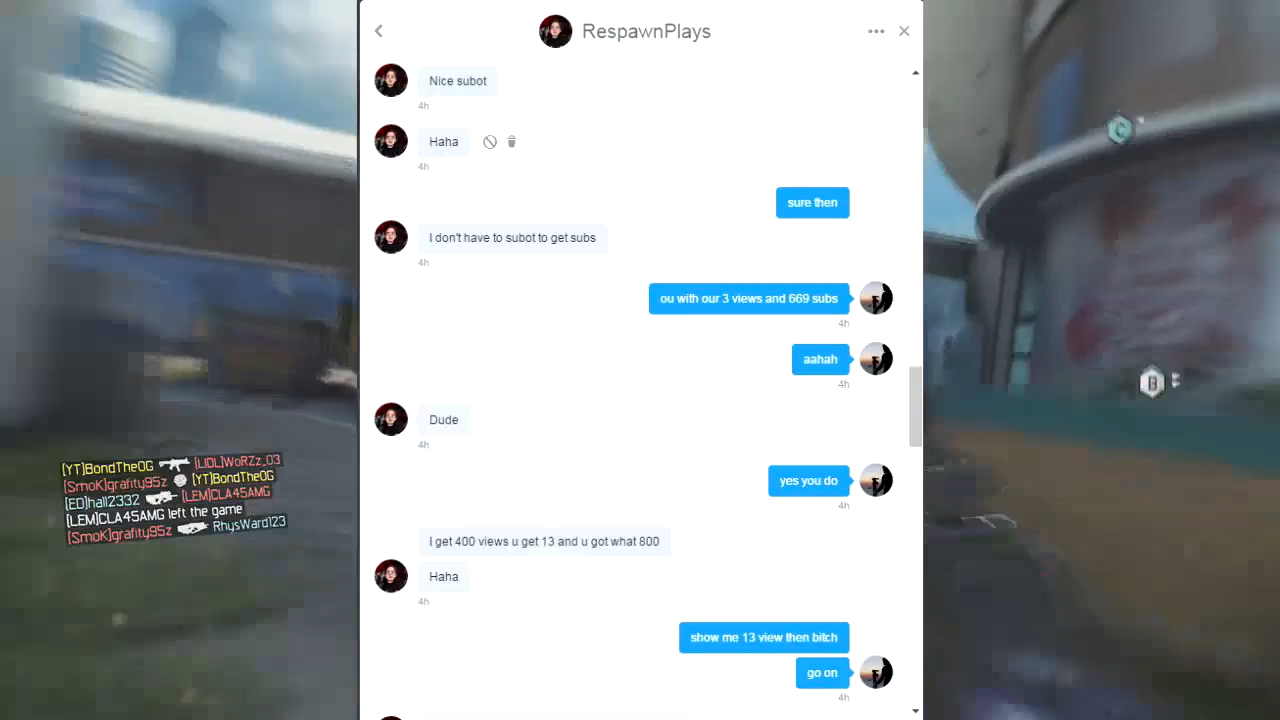 RespawnPlays
Nice subot
4h
Haha
4h
sure then
I don't have to subot to get subs
4h
ou with our 3 views and 669 subs
4h
aahah
4h
Dude
4h
yes you do
4h
I get 400 views u get 13 and u got what 800
Haha
4h
show me 13 view then bitch
go on
4h
[YT]BondTheOG [LIDL]WoRZz_03
[SmoK]grafity95z [YT]BondTheOG
[ED]hall2332 [LEM]CLA45AMG
[LEM]CLA45AMG left the game
[SmoK]grafity95z RhysWard123
C
B